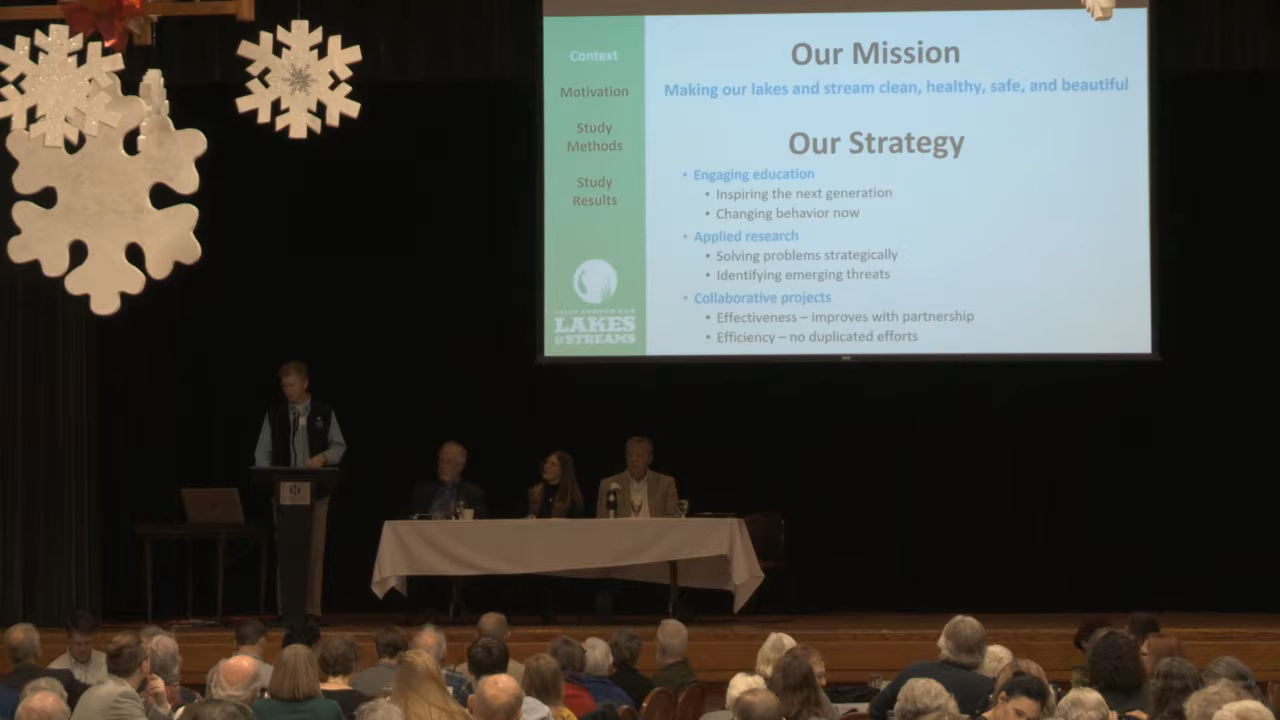 Context
Motivation
Study
Methods
Study
Results
LAKES
& STREAMS
Our Mission
Making our lakes and stream clean, healthy, safe, and beautiful
Our Strategy
• Engaging education
• Inspiring the next generation
• Changing behavior now
• Applied research
• Solving problems strategically
• Identifying emerging threats
• Collaborative projects
• Effectiveness – improves with partnership
• Efficiency – no duplicated efforts